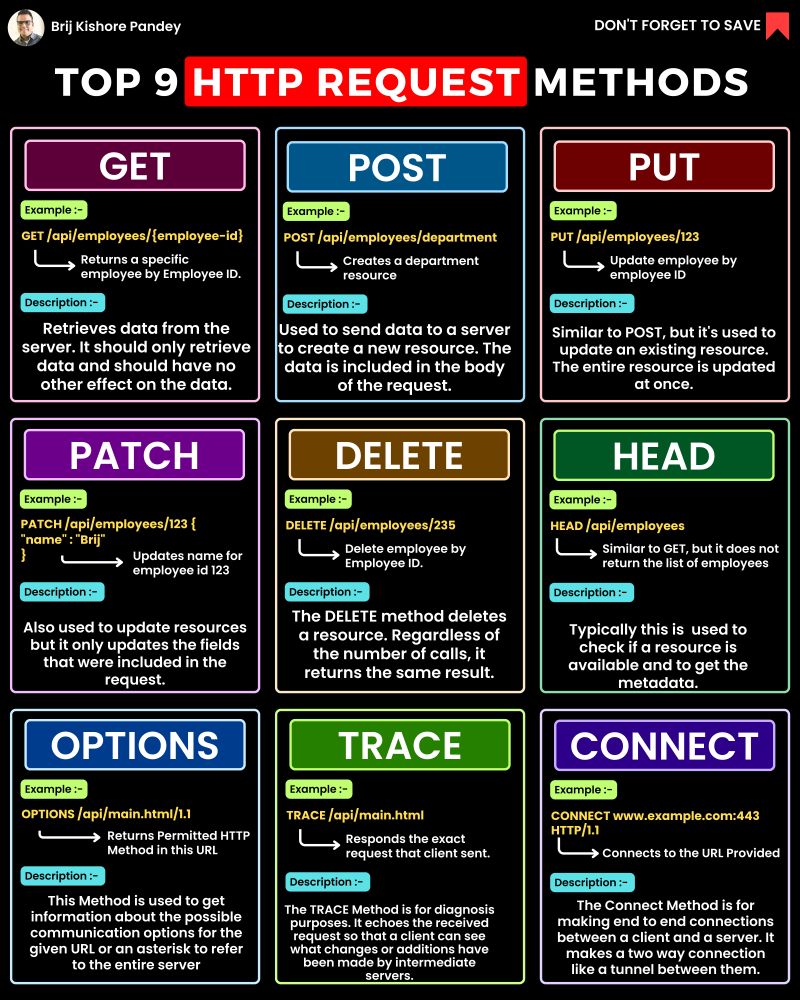 Brij Kishore Pandey
DON'T FORGET TO SAVE
TOP 9 HTTP REQUEST METHODS
GET
Example :-
GET /api/employees/{employee-id}
Returns a specific
employee by Employee ID.
Description :-
Retrieves data from the
server. It should only retrieve
data and should have no
other effect on the data.
POST
Example :-
POST /api/employees/department
Creates a department
resource
Description :-
Used to send data to a server
to create a new resource. The
data is included in the body
of the request.
PUT
Example :-
PUT /api/employees/123
Update employee by
employee ID
Description :-
Similar to POST, but it's used to
update an existing resource.
The entire resource is updated
at once.
PATCH
Example :-
PATCH /api/employees/123 {
"name" : "Brij"
}
Updates name for
employee id 123
Description :-
Also used to update resources
but it only updates the fields
that were included in the
request.
DELETE
Example :-
DELETE /api/employees/235
Delete employee by
Employee ID.
Description :-
The DELETE method deletes
a resource. Regardless of
the number of calls, it
returns the same result.
HEAD
Example :-
HEAD /api/employees
Similar to GET, but it does not
return the list of employees
Description :-
Typically this is used to
check if a resource is
available and to get the
metadata.
OPTIONS
Example :-
OPTIONS /api/main.html/1.1
Returns Permitted HTTP
Method in this URL
Description :-
This Method is used to get
information about the possible
communication options for the
given URL or an asterisk to refer
to the entire server
TRACE
Example :-
TRACE /api/main.html
Responds the exact
request that client sent.
Description :-
The TRACE Method is for diagnosis
purposes. It echoes the received
request so that a client can see
what changes or additions have
been made by intermediate
servers.
CONNECT
Example :-
CONNECT www.example.com:443
HTTP/1.1
Connects to the URL Provided
Description :-
The Connect Method is for
making end to end connections
between a client and a server. It
makes a two way connection
like a tunnel between them.